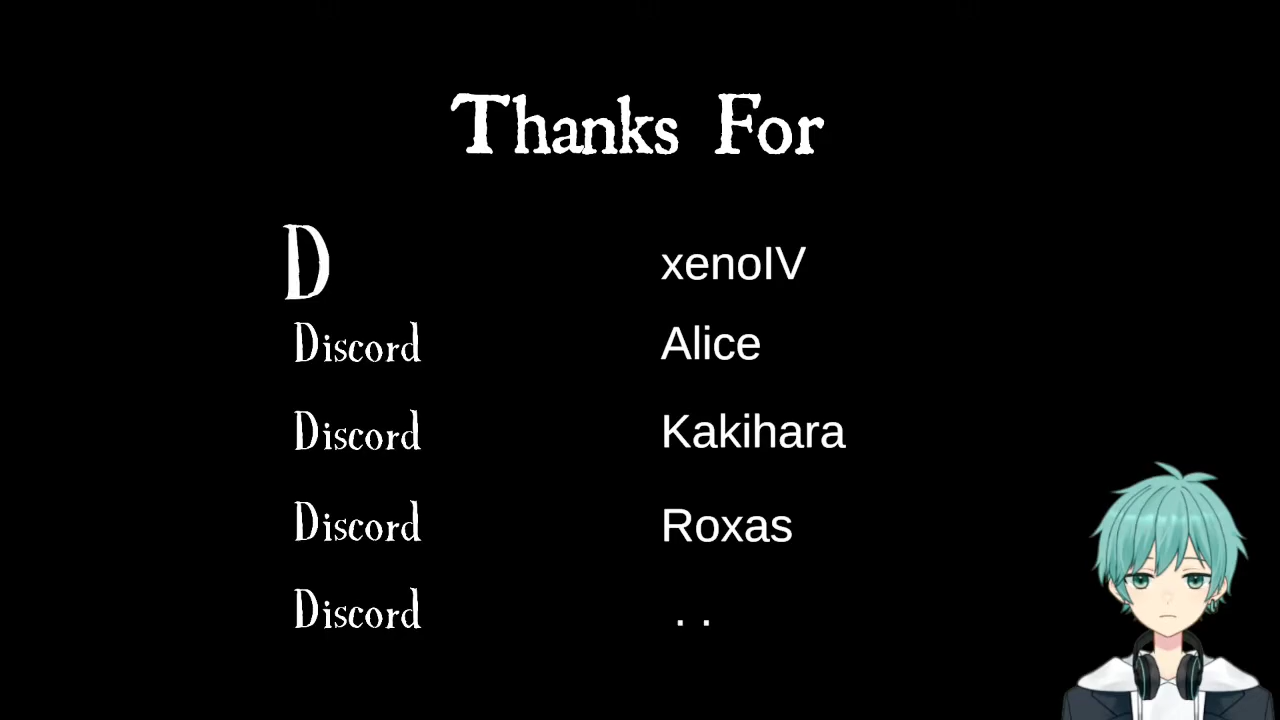 Thanks For
D xenoIV
Discord Alice
Discord Kakihara
Discord Roxas
Discord . .